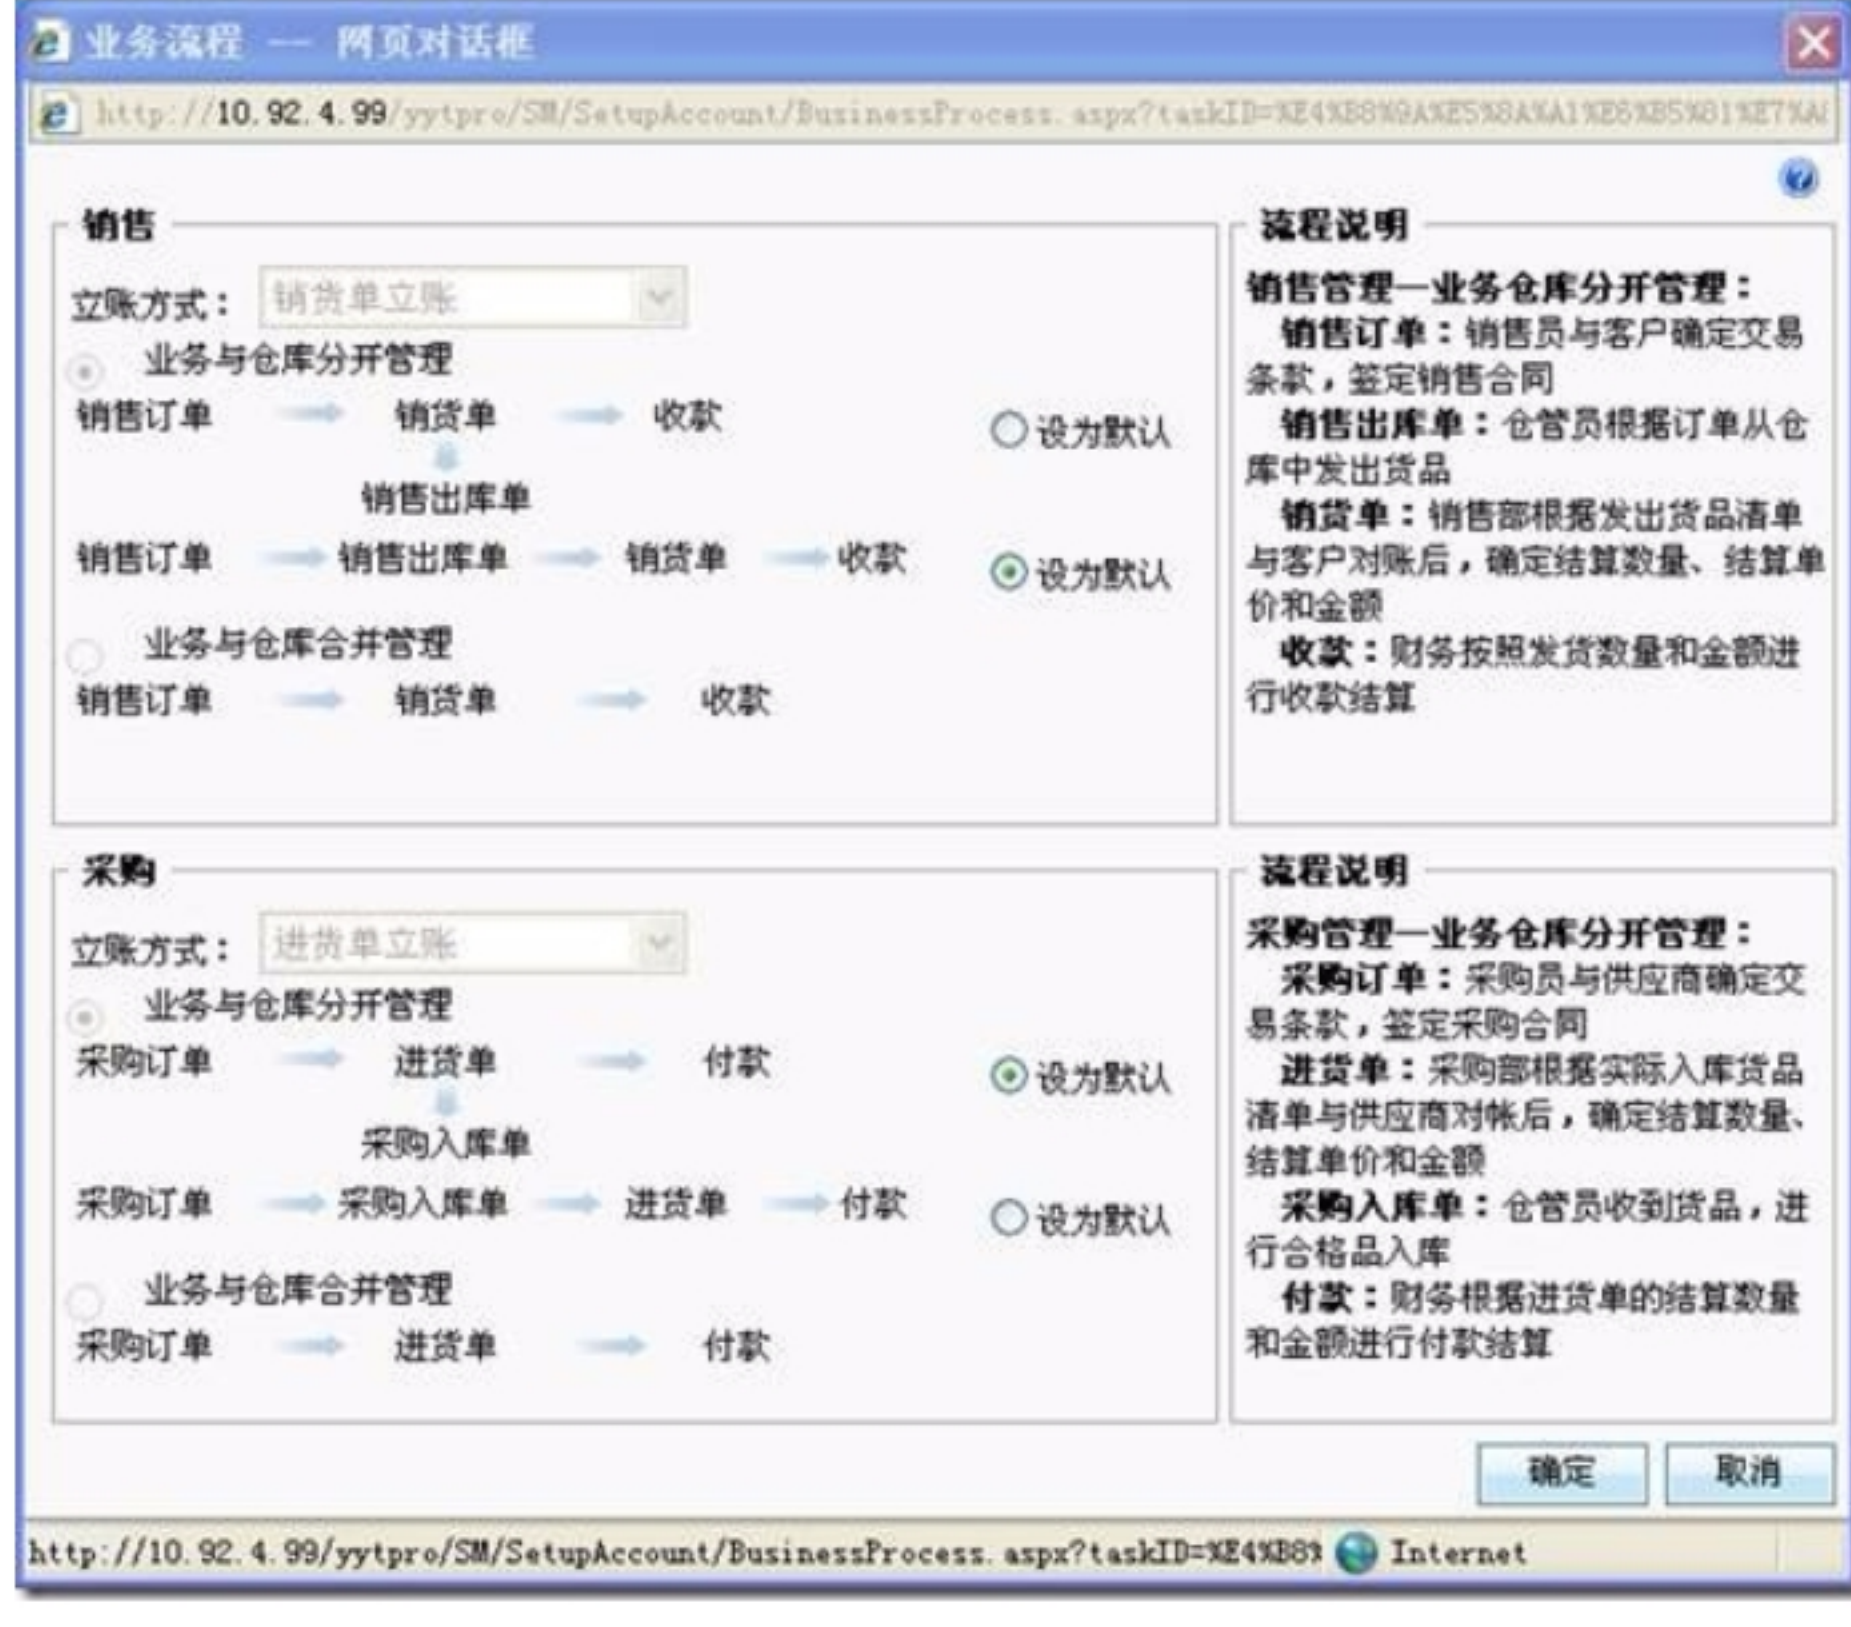 业务流程 -- 网页对话框
http://10.92.4.99/yytpro/SM/SetupAccount/BusinessProcess.aspx?taskID=%E4%B8%9A%E5%8A%A1%E6%B5%81%E7%A8
销售
立账方式： 销货单立账
业务与仓库分开管理
销售订单 销货单 收款 设为默认
销售出库单
销售订单 销售出库单 销货单 收款 设为默认
业务与仓库合并管理
销售订单 销货单 收款
流程说明
销售管理—业务仓库分开管理：
销售订单：销售员与客户确定交易
条款，签定销售合同
销售出库单：仓管员根据订单从仓
库中发出货品
销货单：销售部根据发出货品清单
与客户对账后，确定结算数量、结算单
价和金额
收款：财务按照发货数量和金额进
行收款结算
采购
立账方式： 进货单立账
业务与仓库分开管理
采购订单 进货单 付款 设为默认
采购入库单
采购订单 采购入库单 进货单 付款 设为默认
业务与仓库合并管理
采购订单 进货单 付款
流程说明
采购管理—业务仓库分开管理：
采购订单：采购员与供应商确定交
易条款，签定采购合同
进货单：采购部根据实际入库货品
清单与供应商对帐后，确定结算数量、
结算单价和金额
采购入库单：仓管员收到货品，进
行合格品入库
付款：财务根据进货单的结算数量
和金额进行付款结算
确定 取消
http://10.92.4.99/yytpro/SM/SetupAccount/BusinessProcess.aspx?taskID=%E4%B8% Internet